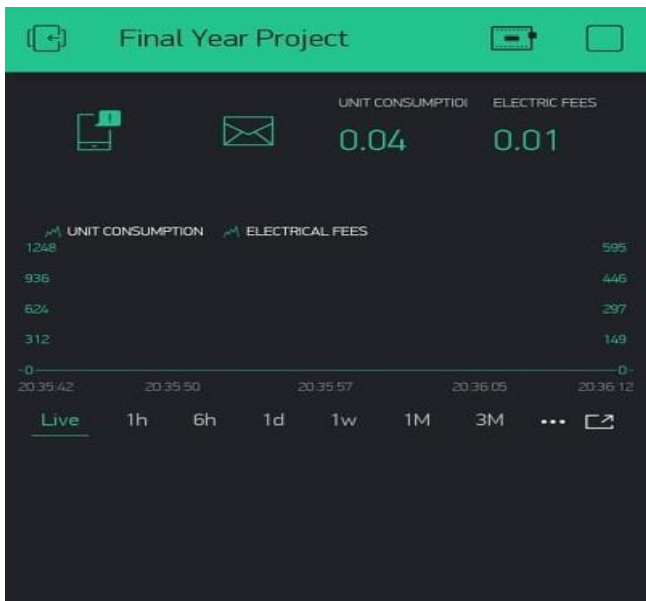 Final Year Project
UNIT CONSUMPTIOI ELECTRIC FEES
0.04 0.01
UNIT CONSUMPTION ELECTRICAL FEES
1248 595
936 446
624 297
312 149
0 0
20:35:42 20:35:50 20:35:57 20:36:05 20:36:12
Live 1h 6h 1d 1w 1M 3M ...